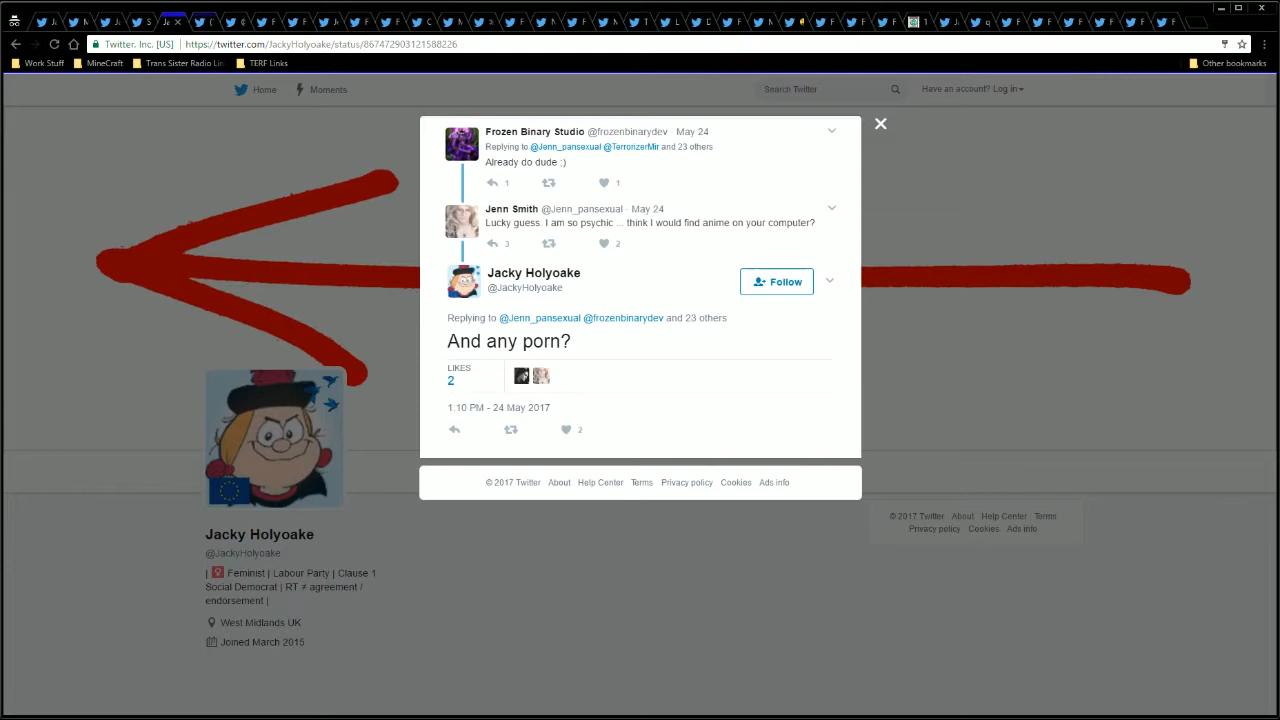 Twitter, Inc. [US]
https://twitter.com/JackyHolyoake/status/867472903121588226
Work Stuff
MineCraft
Trans Sister Radio Lin
TERF Links
Other bookmarks
Home
Moments
Search Twitter
Have an account? Log in
Frozen Binary Studio @frozenbinarydev · May 24
Replying to @Jenn_pansexual @TerrorizerMir and 23 others
Already do dude ;)
1
1
Jenn Smith @Jenn_pansexual · May 24
Lucky guess. I am so psychic ... think I would find anime on your computer?
3
2
Jacky Holyoake
@JackyHolyoake
Follow
Replying to @Jenn_pansexual @frozenbinarydev and 23 others
And any porn?
LIKES
2
1:10 PM - 24 May 2017
2
© 2017 Twitter About Help Center Terms Privacy policy Cookies Ads info
Jacky Holyoake
@JackyHolyoake
| Feminist | Labour Party | Clause 1
Social Democrat | RT ≠ agreement /
endorsement |
West Midlands UK
Joined March 2015
© 2017 Twitter About Help Center Terms
Privacy policy Cookies Ads info